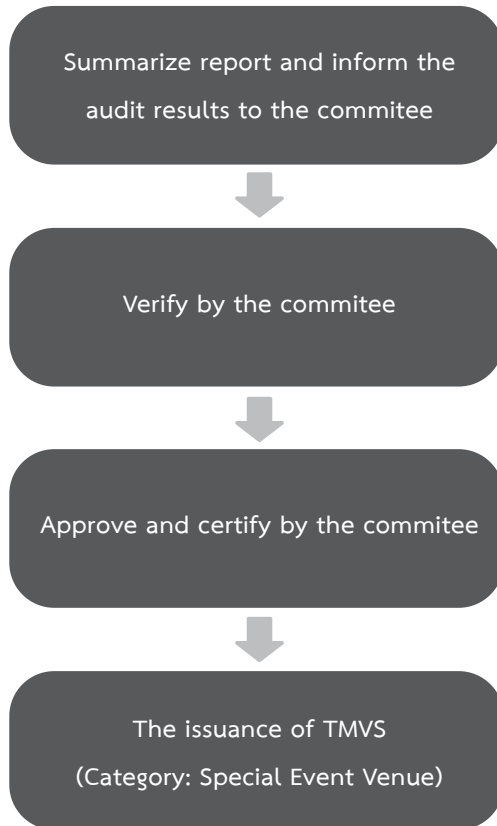 Summarize report and inform the
audit results to the commitee
Verify by the commitee
Approve and certify by the commitee
The issuance of TMVS
(Category: Special Event Venue)